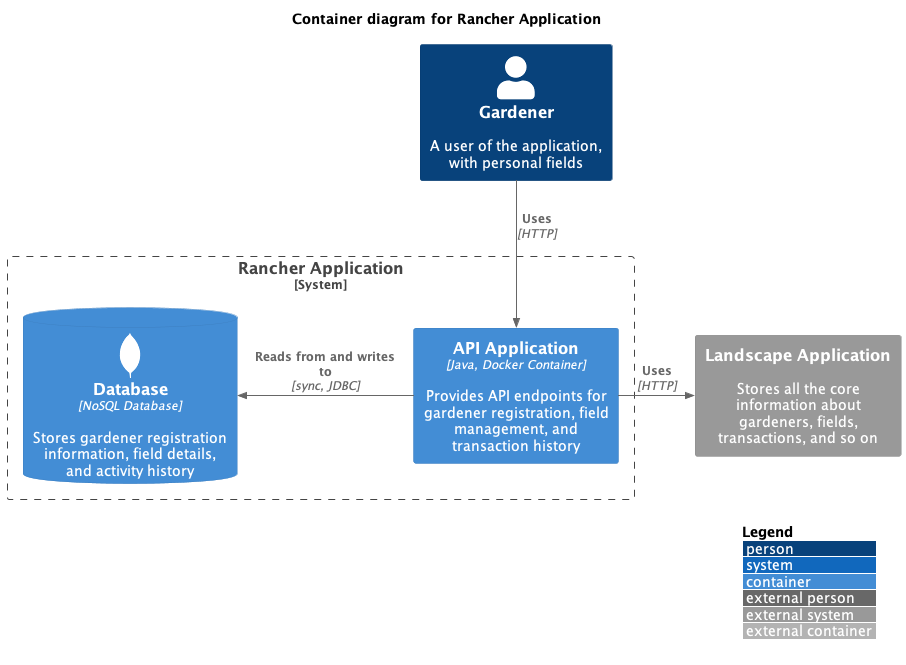 Container diagram for Rancher Application
Gardener
A user of the application,
with personal fields
Uses
[HTTP]
Rancher Application
[System]
Database
[NoSQL Database]
Stores gardener registration
information, field details,
and activity history
Reads from and writes
to
[sync, JDBC]
API Application
[Java, Docker Container]
Provides API endpoints for
gardener registration, field
management, and
transaction history
Uses
[HTTP]
Landscape Application
Stores all the core
information about
gardeners, fields,
transactions, and so on
Legend
person
system
container
external person
external system
external container